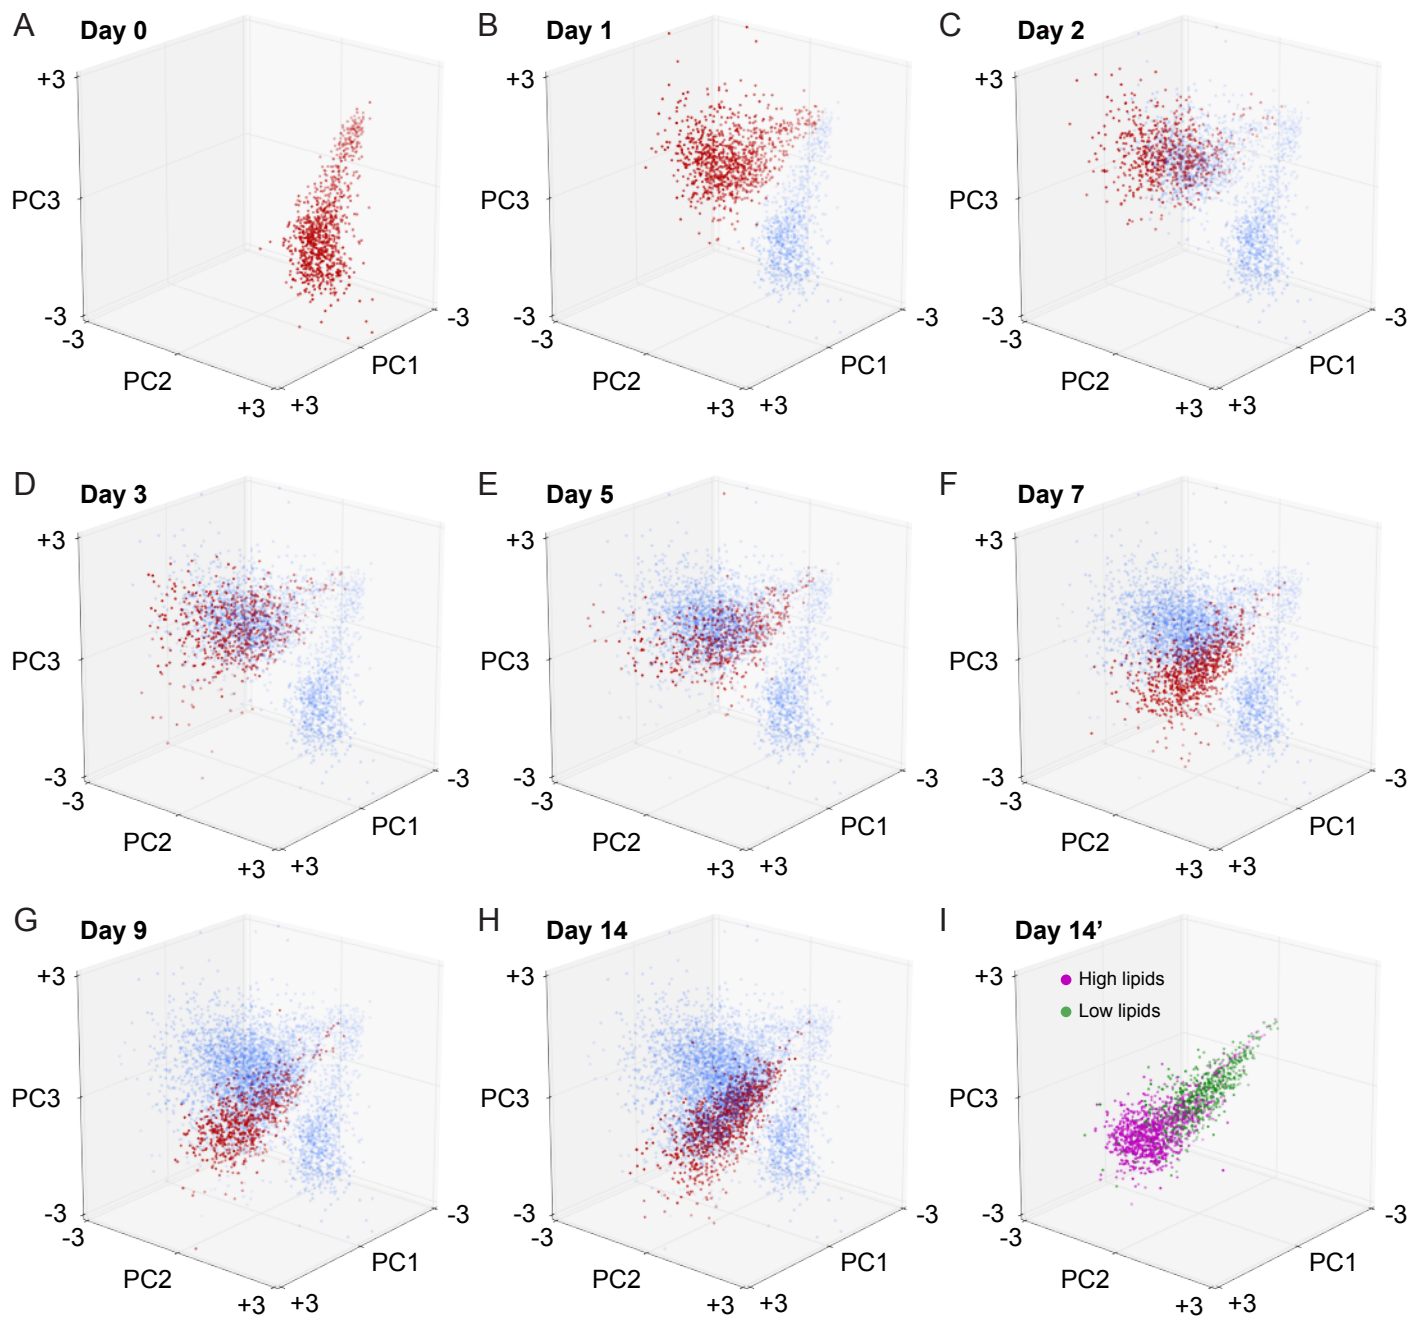 A Day 0
+3
PC3
-3
-3
PC2
+3
+3
PC1
-3
B Day 1
+3
PC3
-3
-3
PC2
+3
+3
PC1
-3
C Day 2
+3
PC3
-3
-3
PC2
+3
+3
PC1
-3
D Day 3
+3
PC3
-3
-3
PC2
+3
+3
PC1
-3
E Day 5
+3
PC3
-3
-3
PC2
+3
+3
PC1
-3
F Day 7
+3
PC3
-3
-3
PC2
+3
+3
PC1
-3
G Day 9
+3
PC3
-3
-3
PC2
+3
+3
PC1
-3
H Day 14
+3
PC3
-3
-3
PC2
+3
+3
PC1
-3
I Day 14’
+3
High lipids
Low lipids
PC3
-3
-3
PC2
+3
+3
PC1
-3